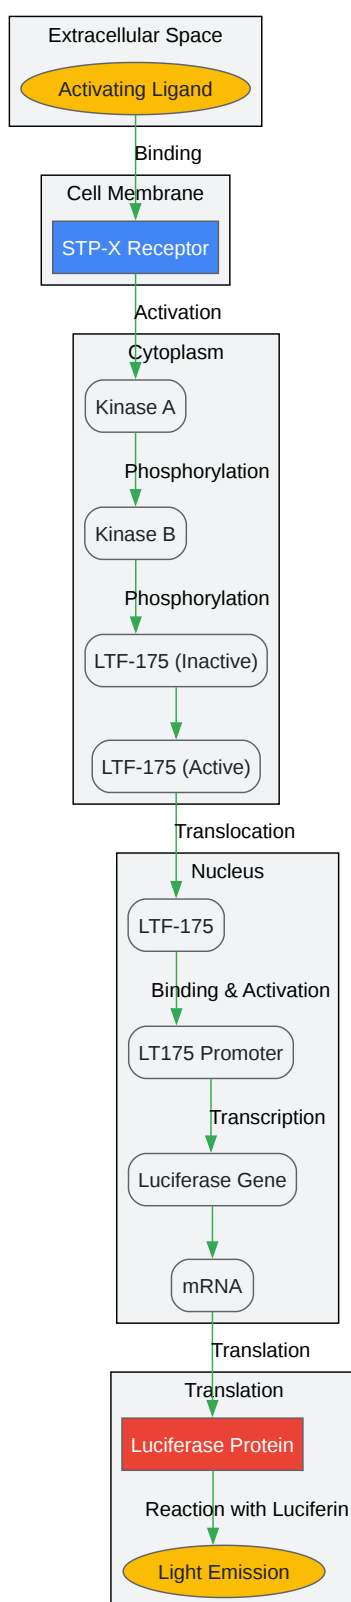 Extracellular Space
Activating Ligand
Binding
Cell Membrane
STP-X Receptor
Activation
Cytoplasm
Kinase A
Phosphorylation
Kinase B
Phosphorylation
LTF-175 (Inactive)
LTF-175 (Active)
Translocation
Nucleus
LTF-175
Binding & Activation
LT175 Promoter
Transcription
Luciferase Gene
mRNA
Translation
Translation
Luciferase Protein
Reaction with Luciferin
Light Emission